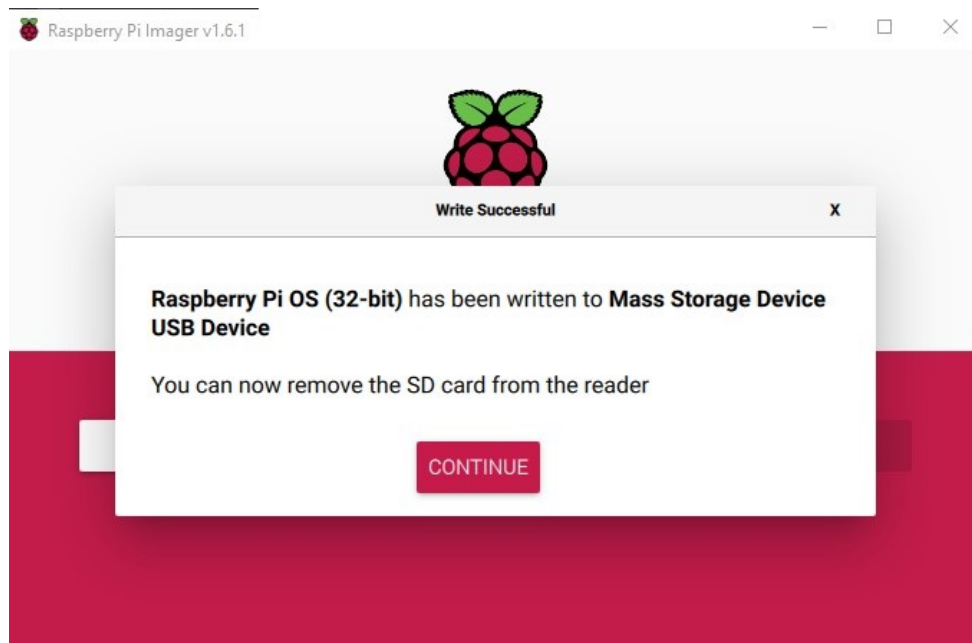 Raspberry Pi Imager v1.6.1
Write Successful
X
Raspberry Pi OS (32-bit) has been written to Mass Storage Device
USB Device
You can now remove the SD card from the reader
CONTINUE